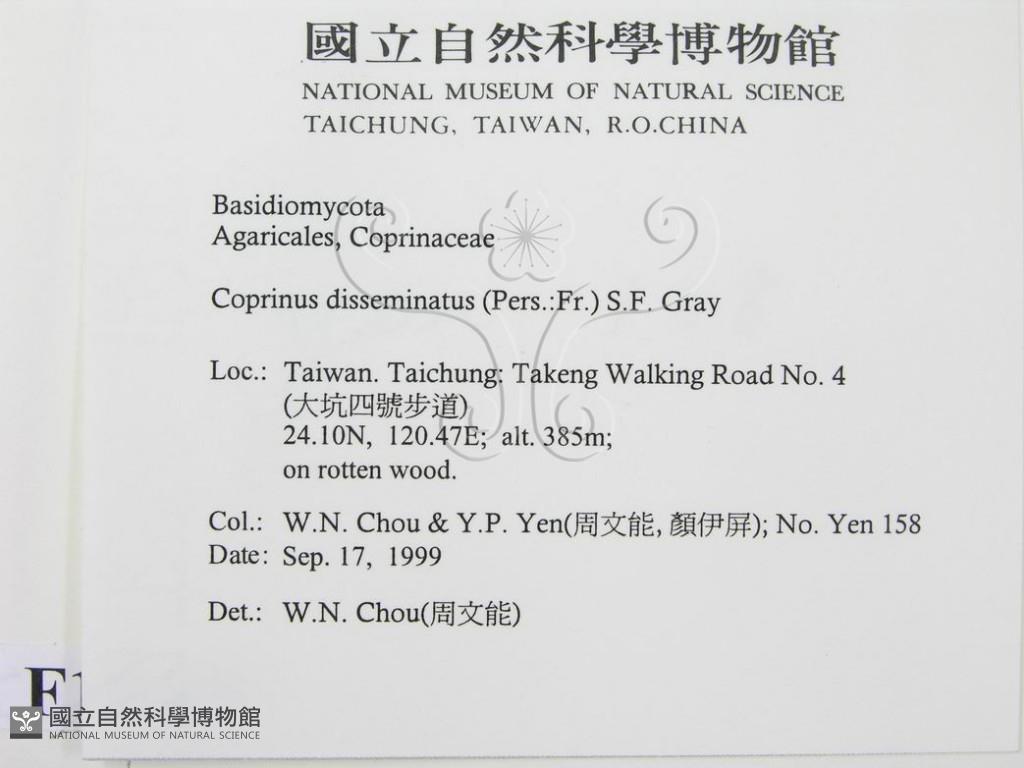 國立自然科學博物館
NATIONAL MUSEUM OF NATURAL SCIENCE
TAICHUNG, TAIWAN, R.O.CHINA
Basidiomycota
Agaricales, Coprinaceae
Coprinus disseminatus (Pers.:Fr.) S.F. Gray
Loc.: Taiwan. Taichung: Takeng Walking Road No. 4
(大坑四號步道)
24.10N, 120.47E; alt. 385m;
on rotten wood.
Col.: W.N. Chou & Y.P. Yen(周文能, 顏伊屏); No. Yen 158
Date: Sep. 17, 1999
Det.: W.N. Chou(周文能)
國立自然科學博物館
NATIONAL MUSEUM OF NATURAL SCIENCE